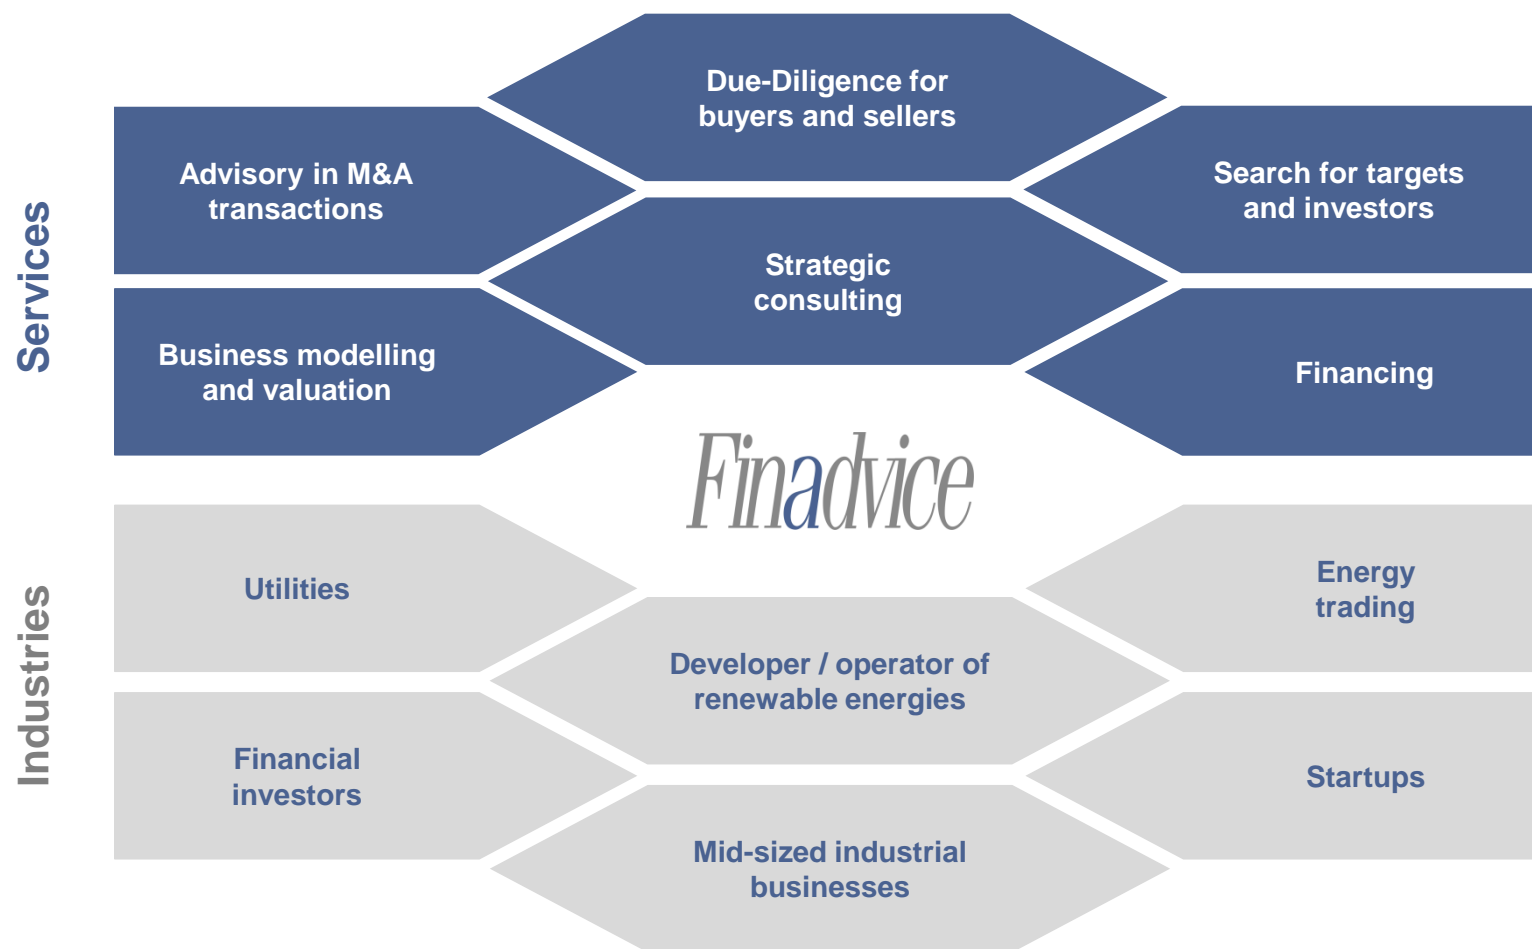 Services
Due-Diligence for
buyers and sellers
Advisory in M&A
transactions
Search for targets
and investors
Strategic
consulting
Business modelling
and valuation
Financing
Finadvice
Industries
Utilities
Energy
trading
Developer / operator of
renewable energies
Financial
investors
Startups
Mid-sized industrial
businesses